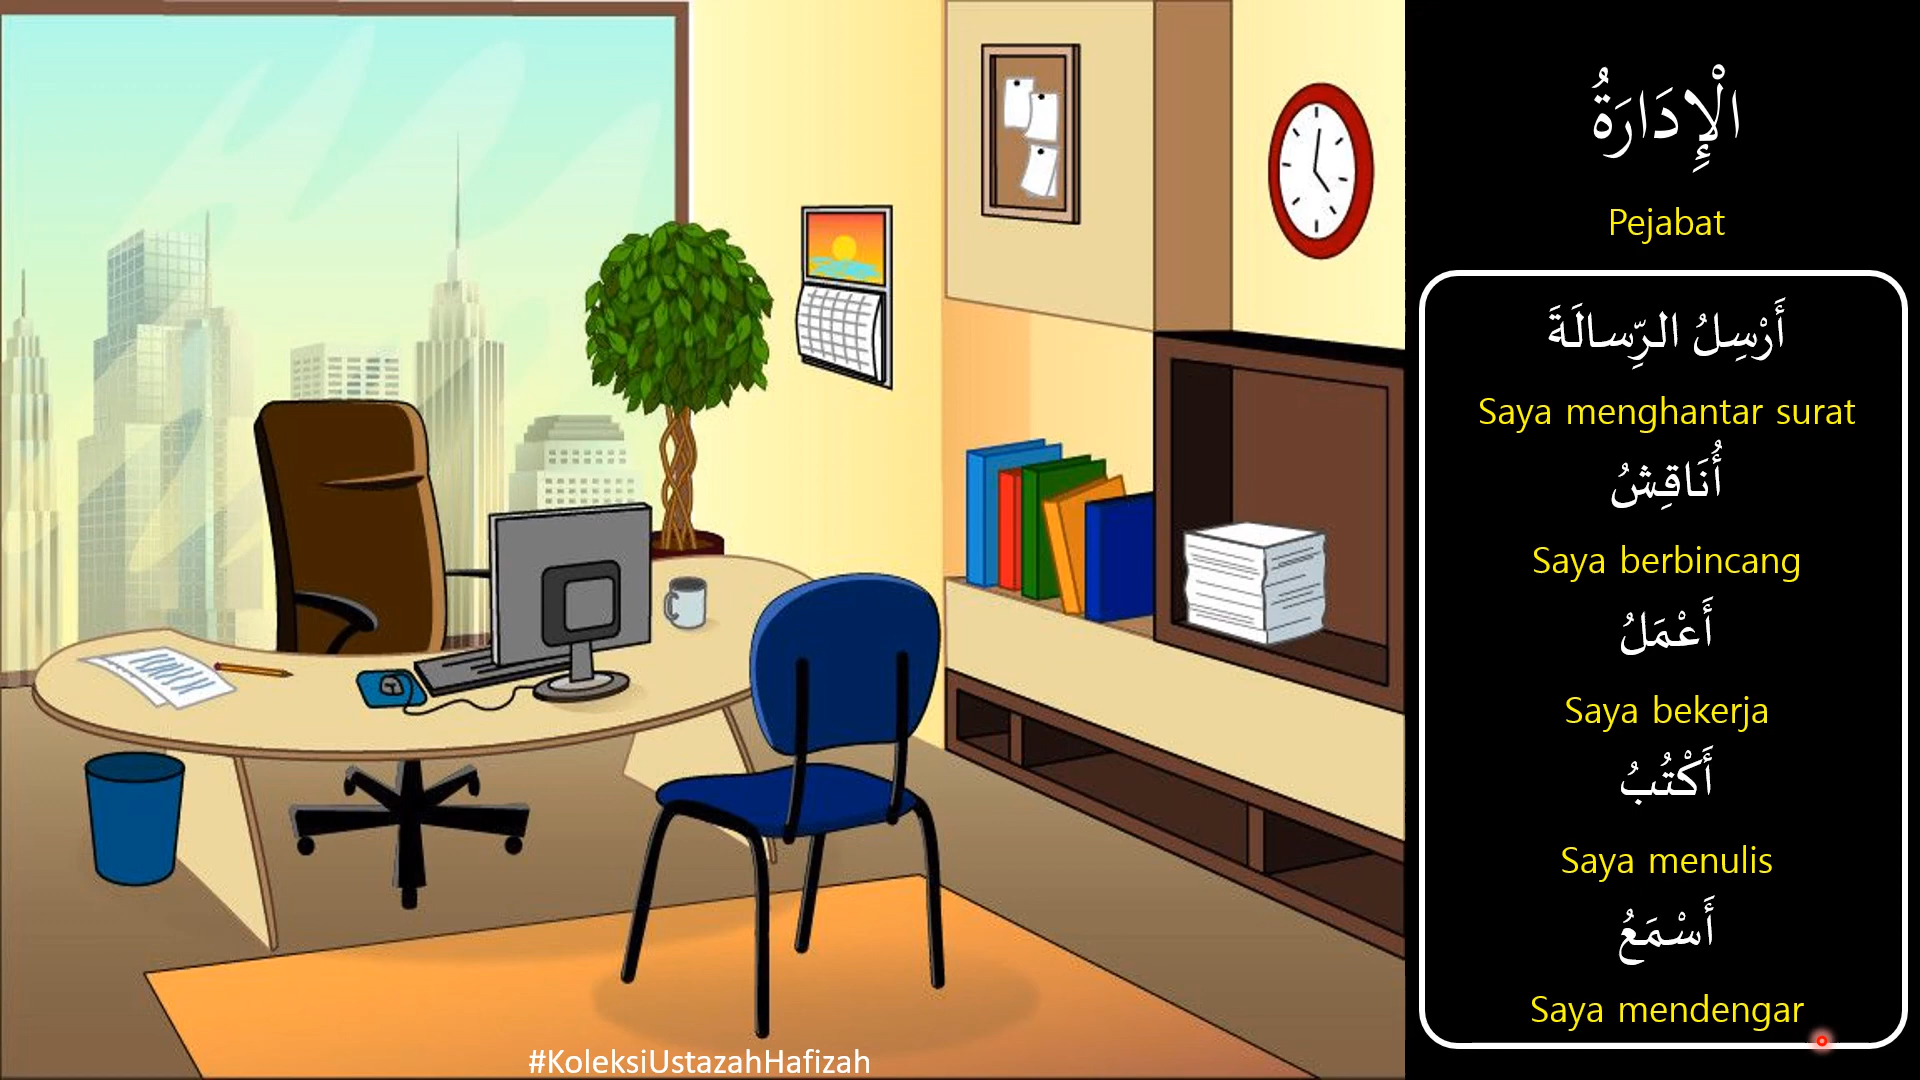 الْإِدَارَةُ
Pejabat
أَرْسِلُ الرِّسالَةَ
Saya menghantar surat
أُنَاقِشُ
Saya berbincang
أَعْمَلُ
Saya bekerja
أَكْتُبُ
Saya menulis
أَسْمَعُ
Saya mendengar
#KoleksiUstazahHafizah